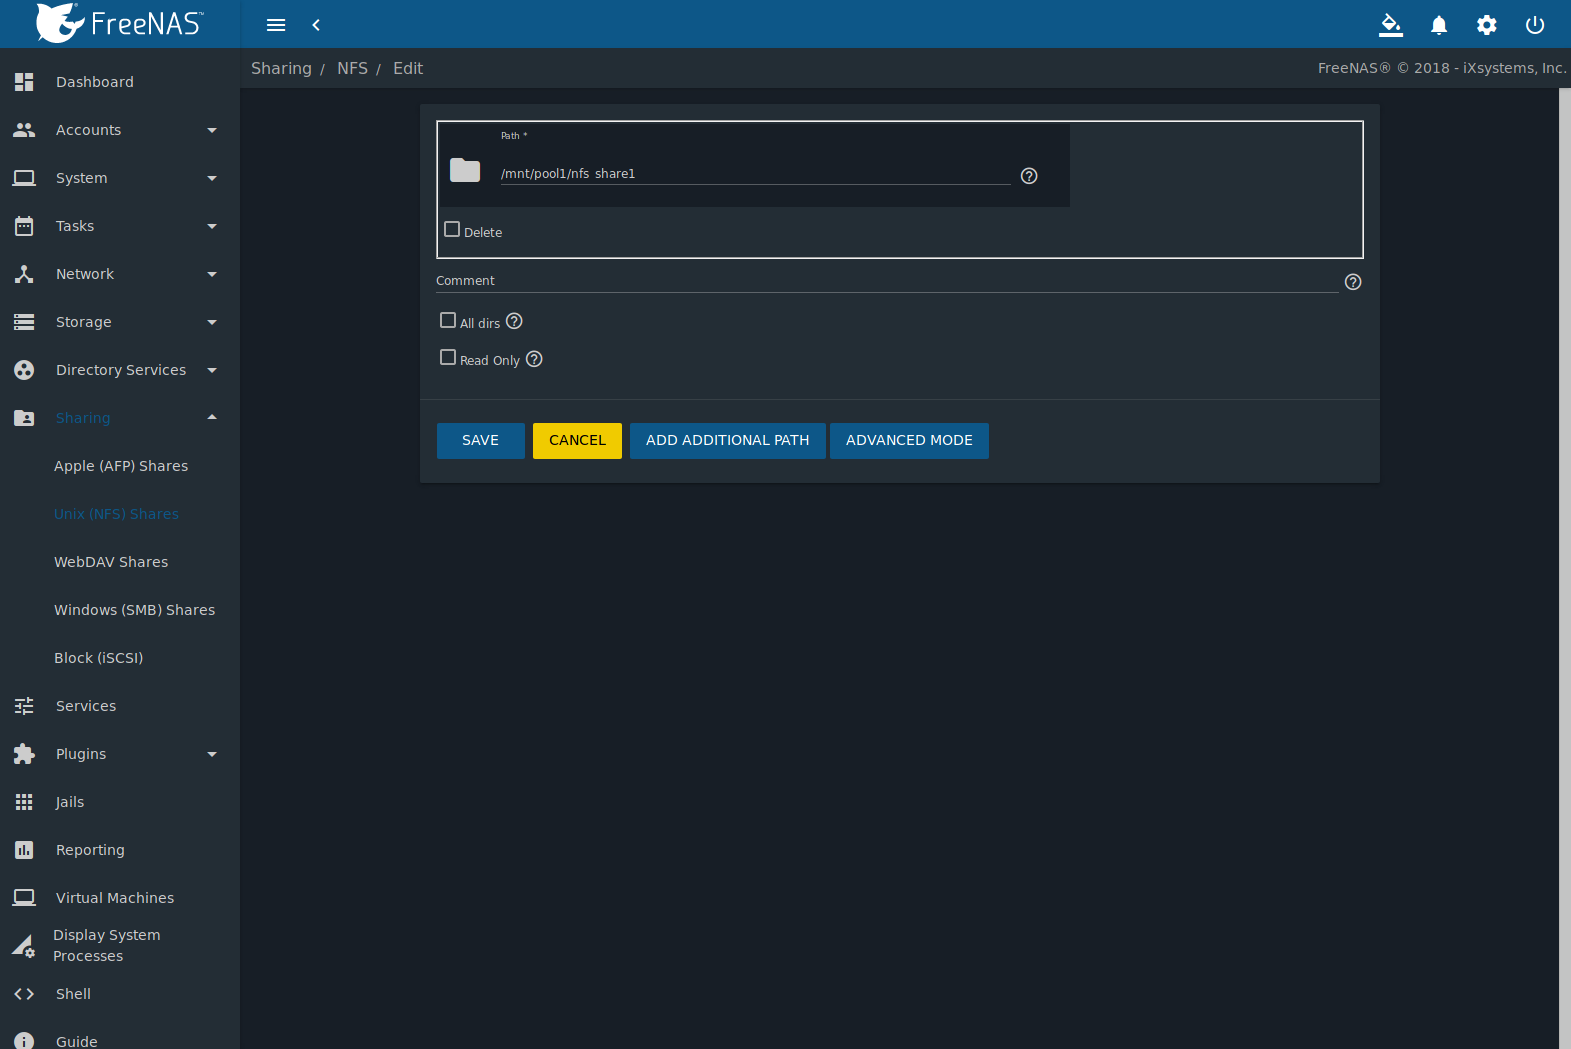 FreeNAS™
Sharing / NFS / Edit
FreeNAS® © 2018 - iXsystems, Inc.
Dashboard
Accounts
System
Tasks
Network
Storage
Directory Services
Sharing
Apple (AFP) Shares
Unix (NFS) Shares
WebDAV Shares
Windows (SMB) Shares
Block (iSCSI)
Services
Plugins
Jails
Reporting
Virtual Machines
Display System
Processes
Shell
Guide
Path *
/mnt/pool1/nfs_share1
Delete
Comment
All dirs
Read Only
SAVE
CANCEL
ADD ADDITIONAL PATH
ADVANCED MODE